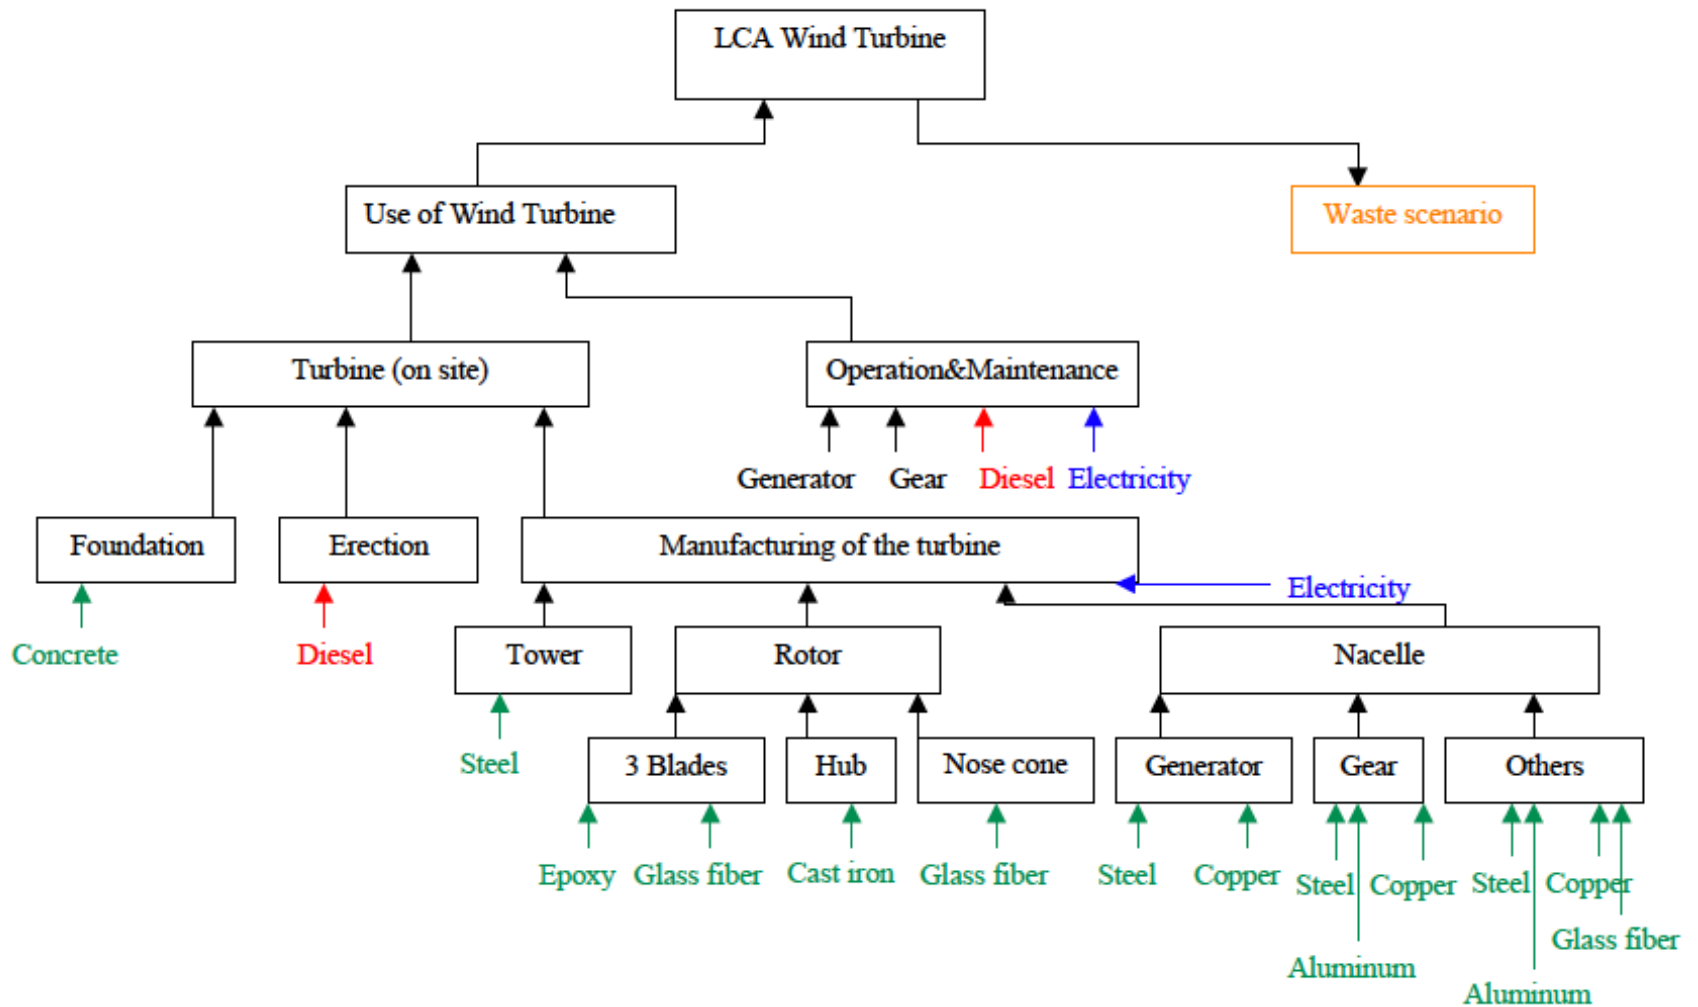 LCA Wind Turbine
Use of Wind Turbine
Waste scenario
Turbine (on site)
Operation&Maintenance
Generator
Gear
Diesel
Electricity
Foundation
Erection
Manufacturing of the turbine
Electricity
Concrete
Diesel
Tower
Rotor
Nacelle
Steel
3 Blades
Hub
Nose cone
Generator
Gear
Others
Epoxy
Glass fiber
Cast iron
Glass fiber
Steel
Copper
Steel
Copper
Steel
Copper
Glass fiber
Aluminum
Aluminum